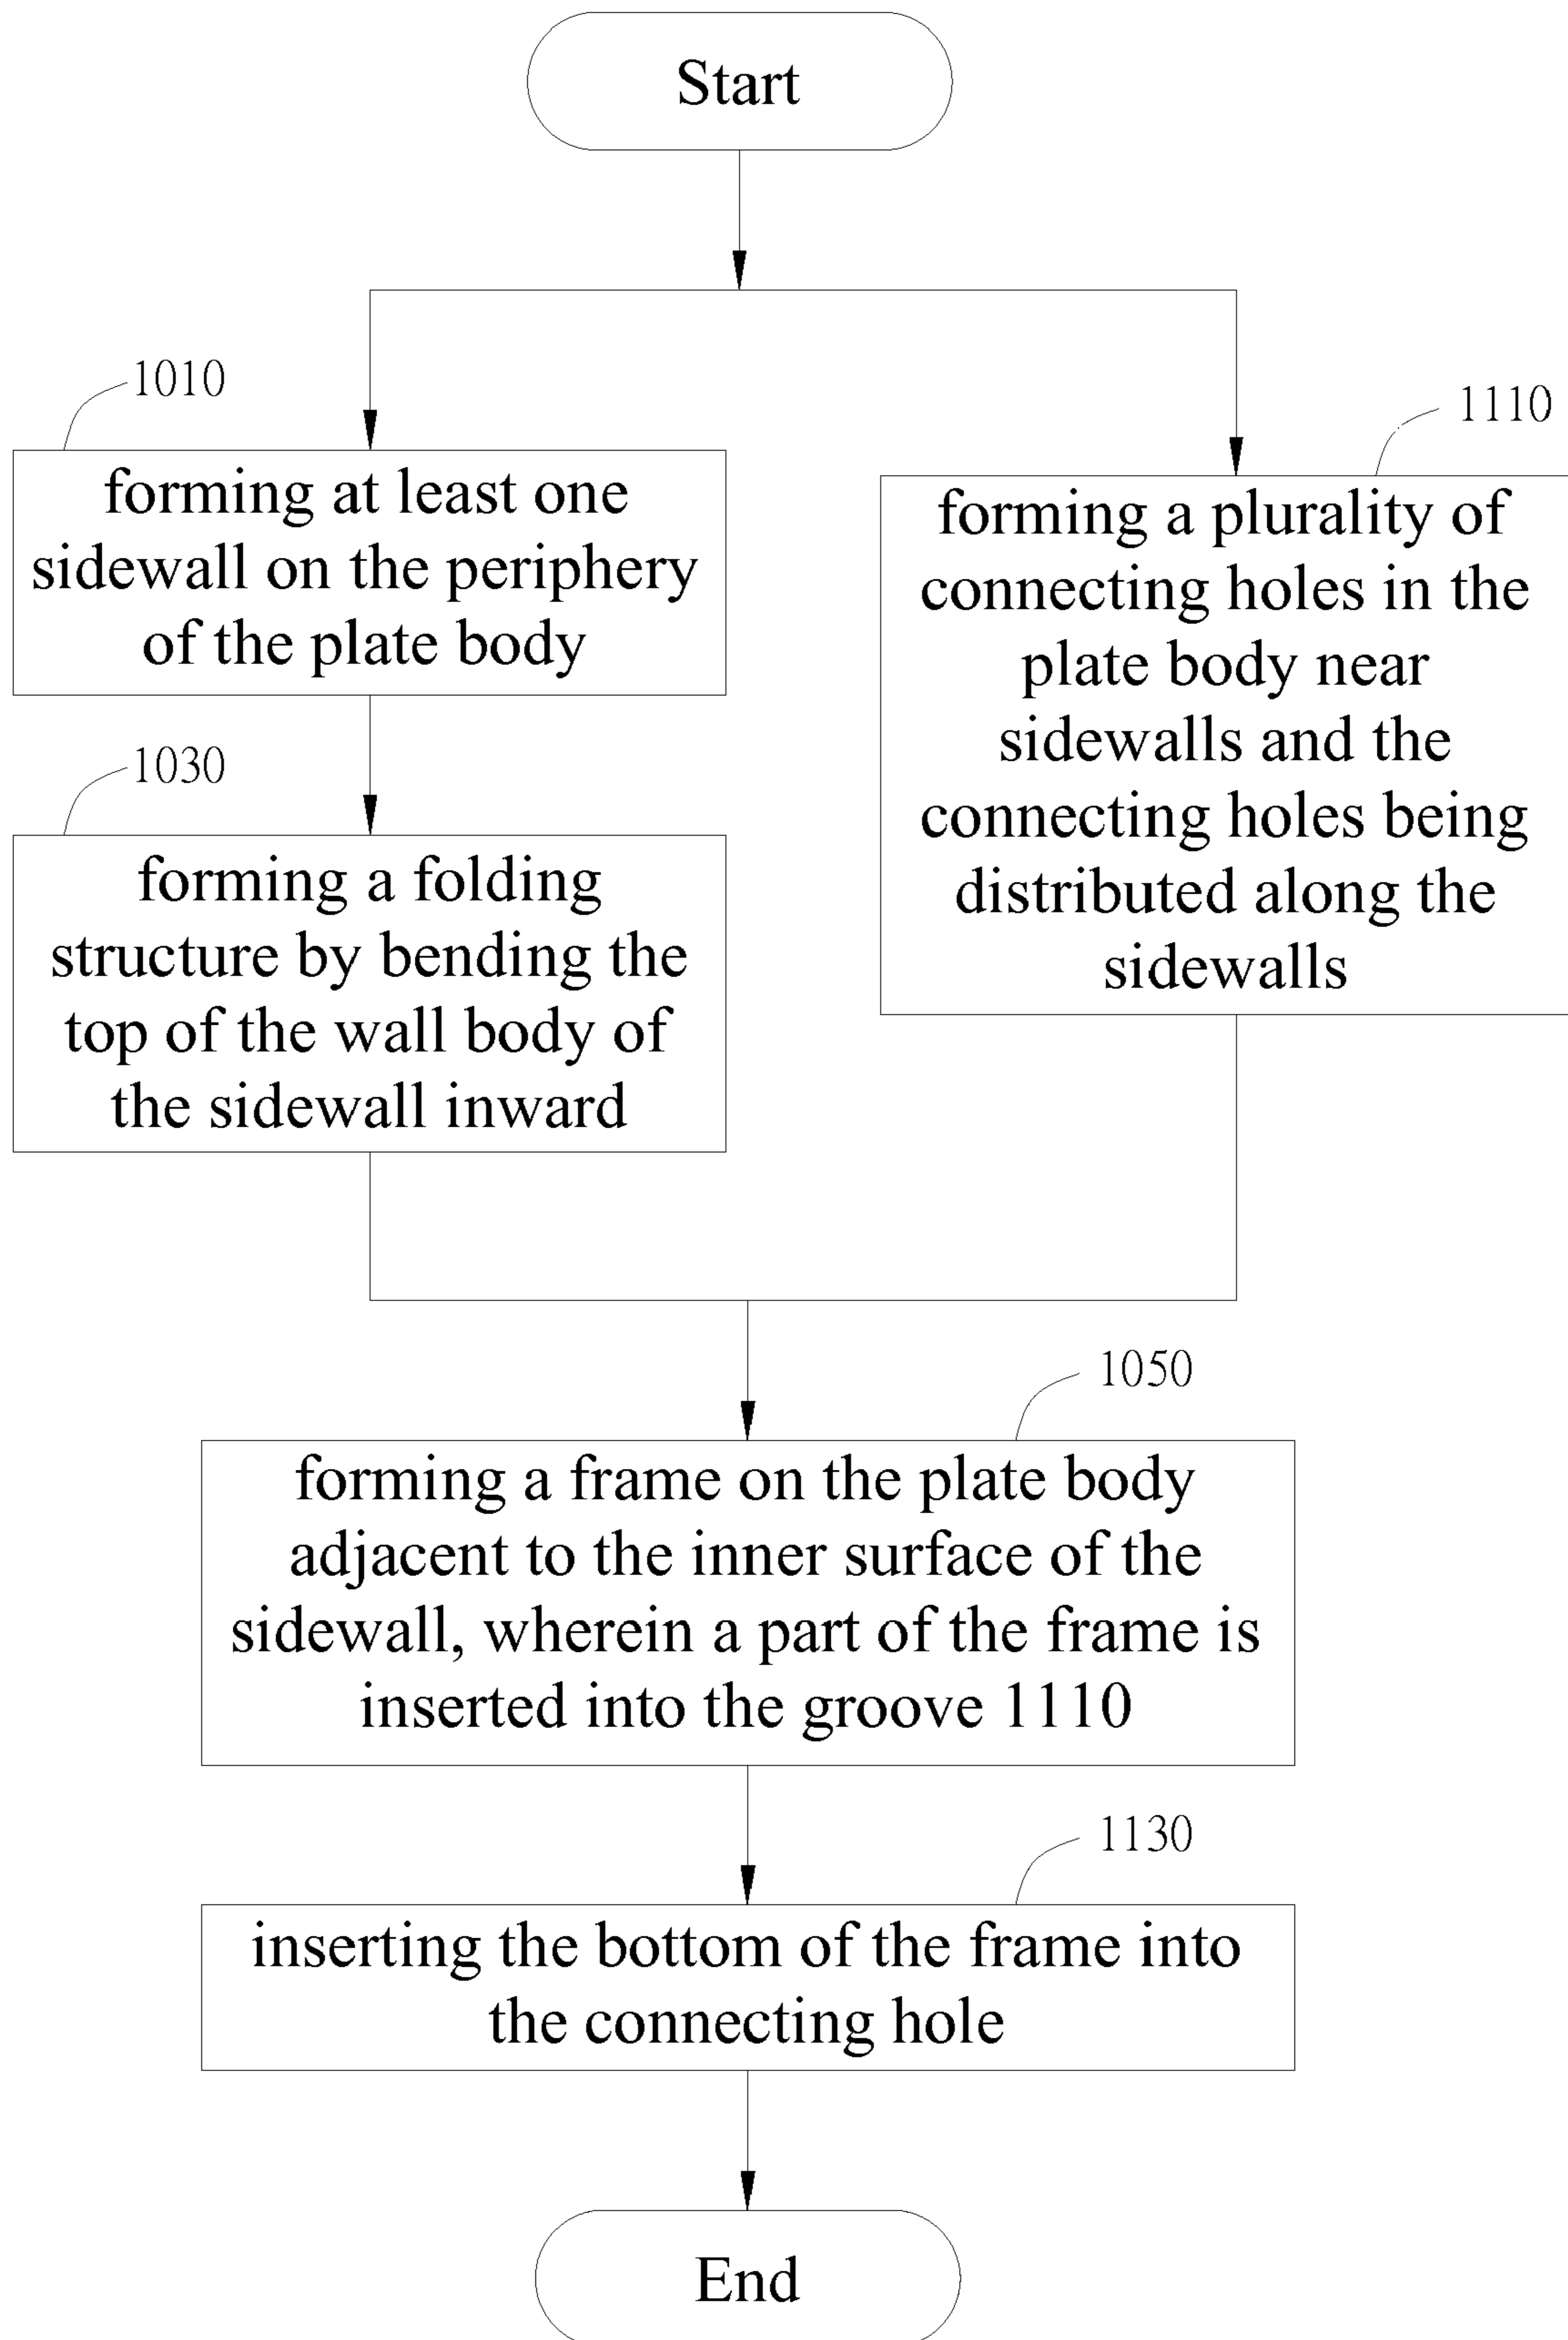 Start
1010
forming at least one
sidewall on the periphery
of the plate body
1030
forming a folding
structure by bending the
top of the wall body of
the sidewall inward
1110
forming a plurality of
connecting holes in the
plate body near
sidewalls and the
connecting holes being
distributed along the
sidewalls
1050
forming a frame on the plate body
adjacent to the inner surface of the
sidewall, wherein a part of the frame is
inserted into the groove 1110
1130
inserting the bottom of the frame into
the connecting hole
End